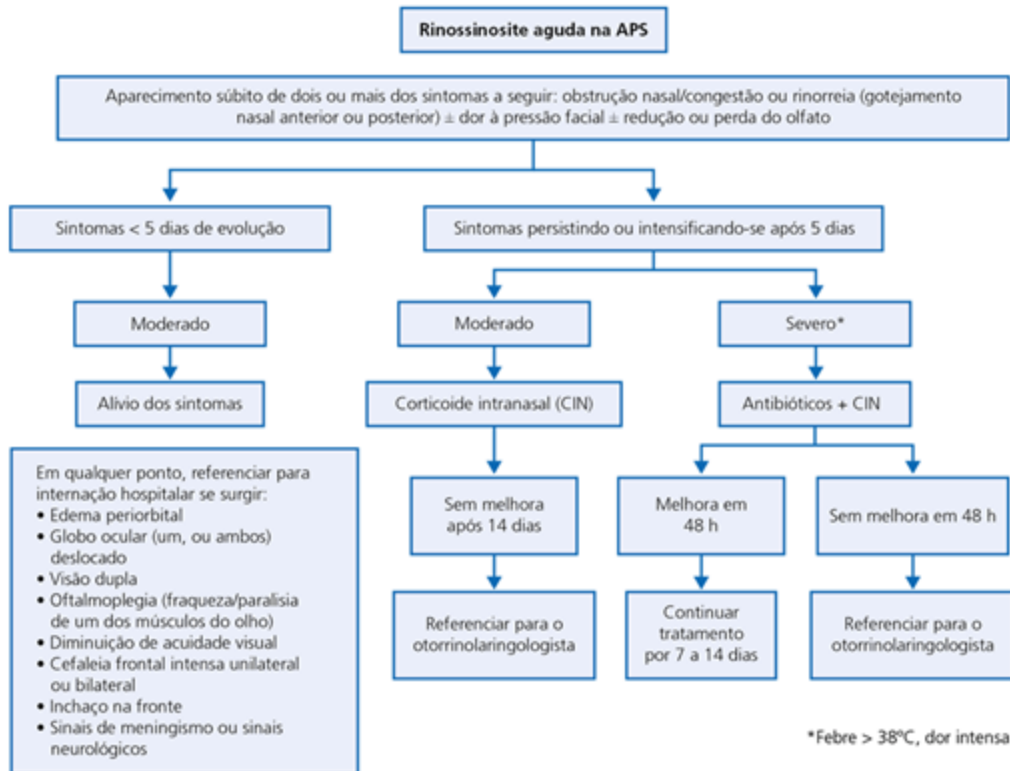 Rinossinosite aguda na APS
Aparecimento súbito de dois ou mais dos sintomas a seguir: obstrução nasal/congestão ou rinorreia (gotejamento
nasal anterior ou posterior) ± dor à pressão facial ± redução ou perda do olfato
Sintomas < 5 dias de evolução
Sintomas persistindo ou intensificando-se após 5 dias
Moderado
Moderado
Severo*
Alívio dos sintomas
Corticoide intranasal (CIN)
Antibióticos + CIN
Em qualquer ponto, referenciar para
internação hospitalar se surgir:
• Edema periorbital
• Globo ocular (um, ou ambos)
deslocado
• Visão dupla
• Oftalmoplegia (fraqueza/paralisia
de um dos músculos do olho)
• Diminuição de acuidade visual
• Cefaleia frontal intensa unilateral
ou bilateral
• Inchaço na fronte
• Sinais de meningismo ou sinais
neurológicos
Sem melhora
após 14 dias
Melhora em
48 h
Sem melhora em 48 h
Referenciar para o
otorrinolaringologista
Continuar
tratamento
por 7 a 14 dias
Referenciar para o
otorrinolaringologista
*Febre > 38ºC, dor intensa